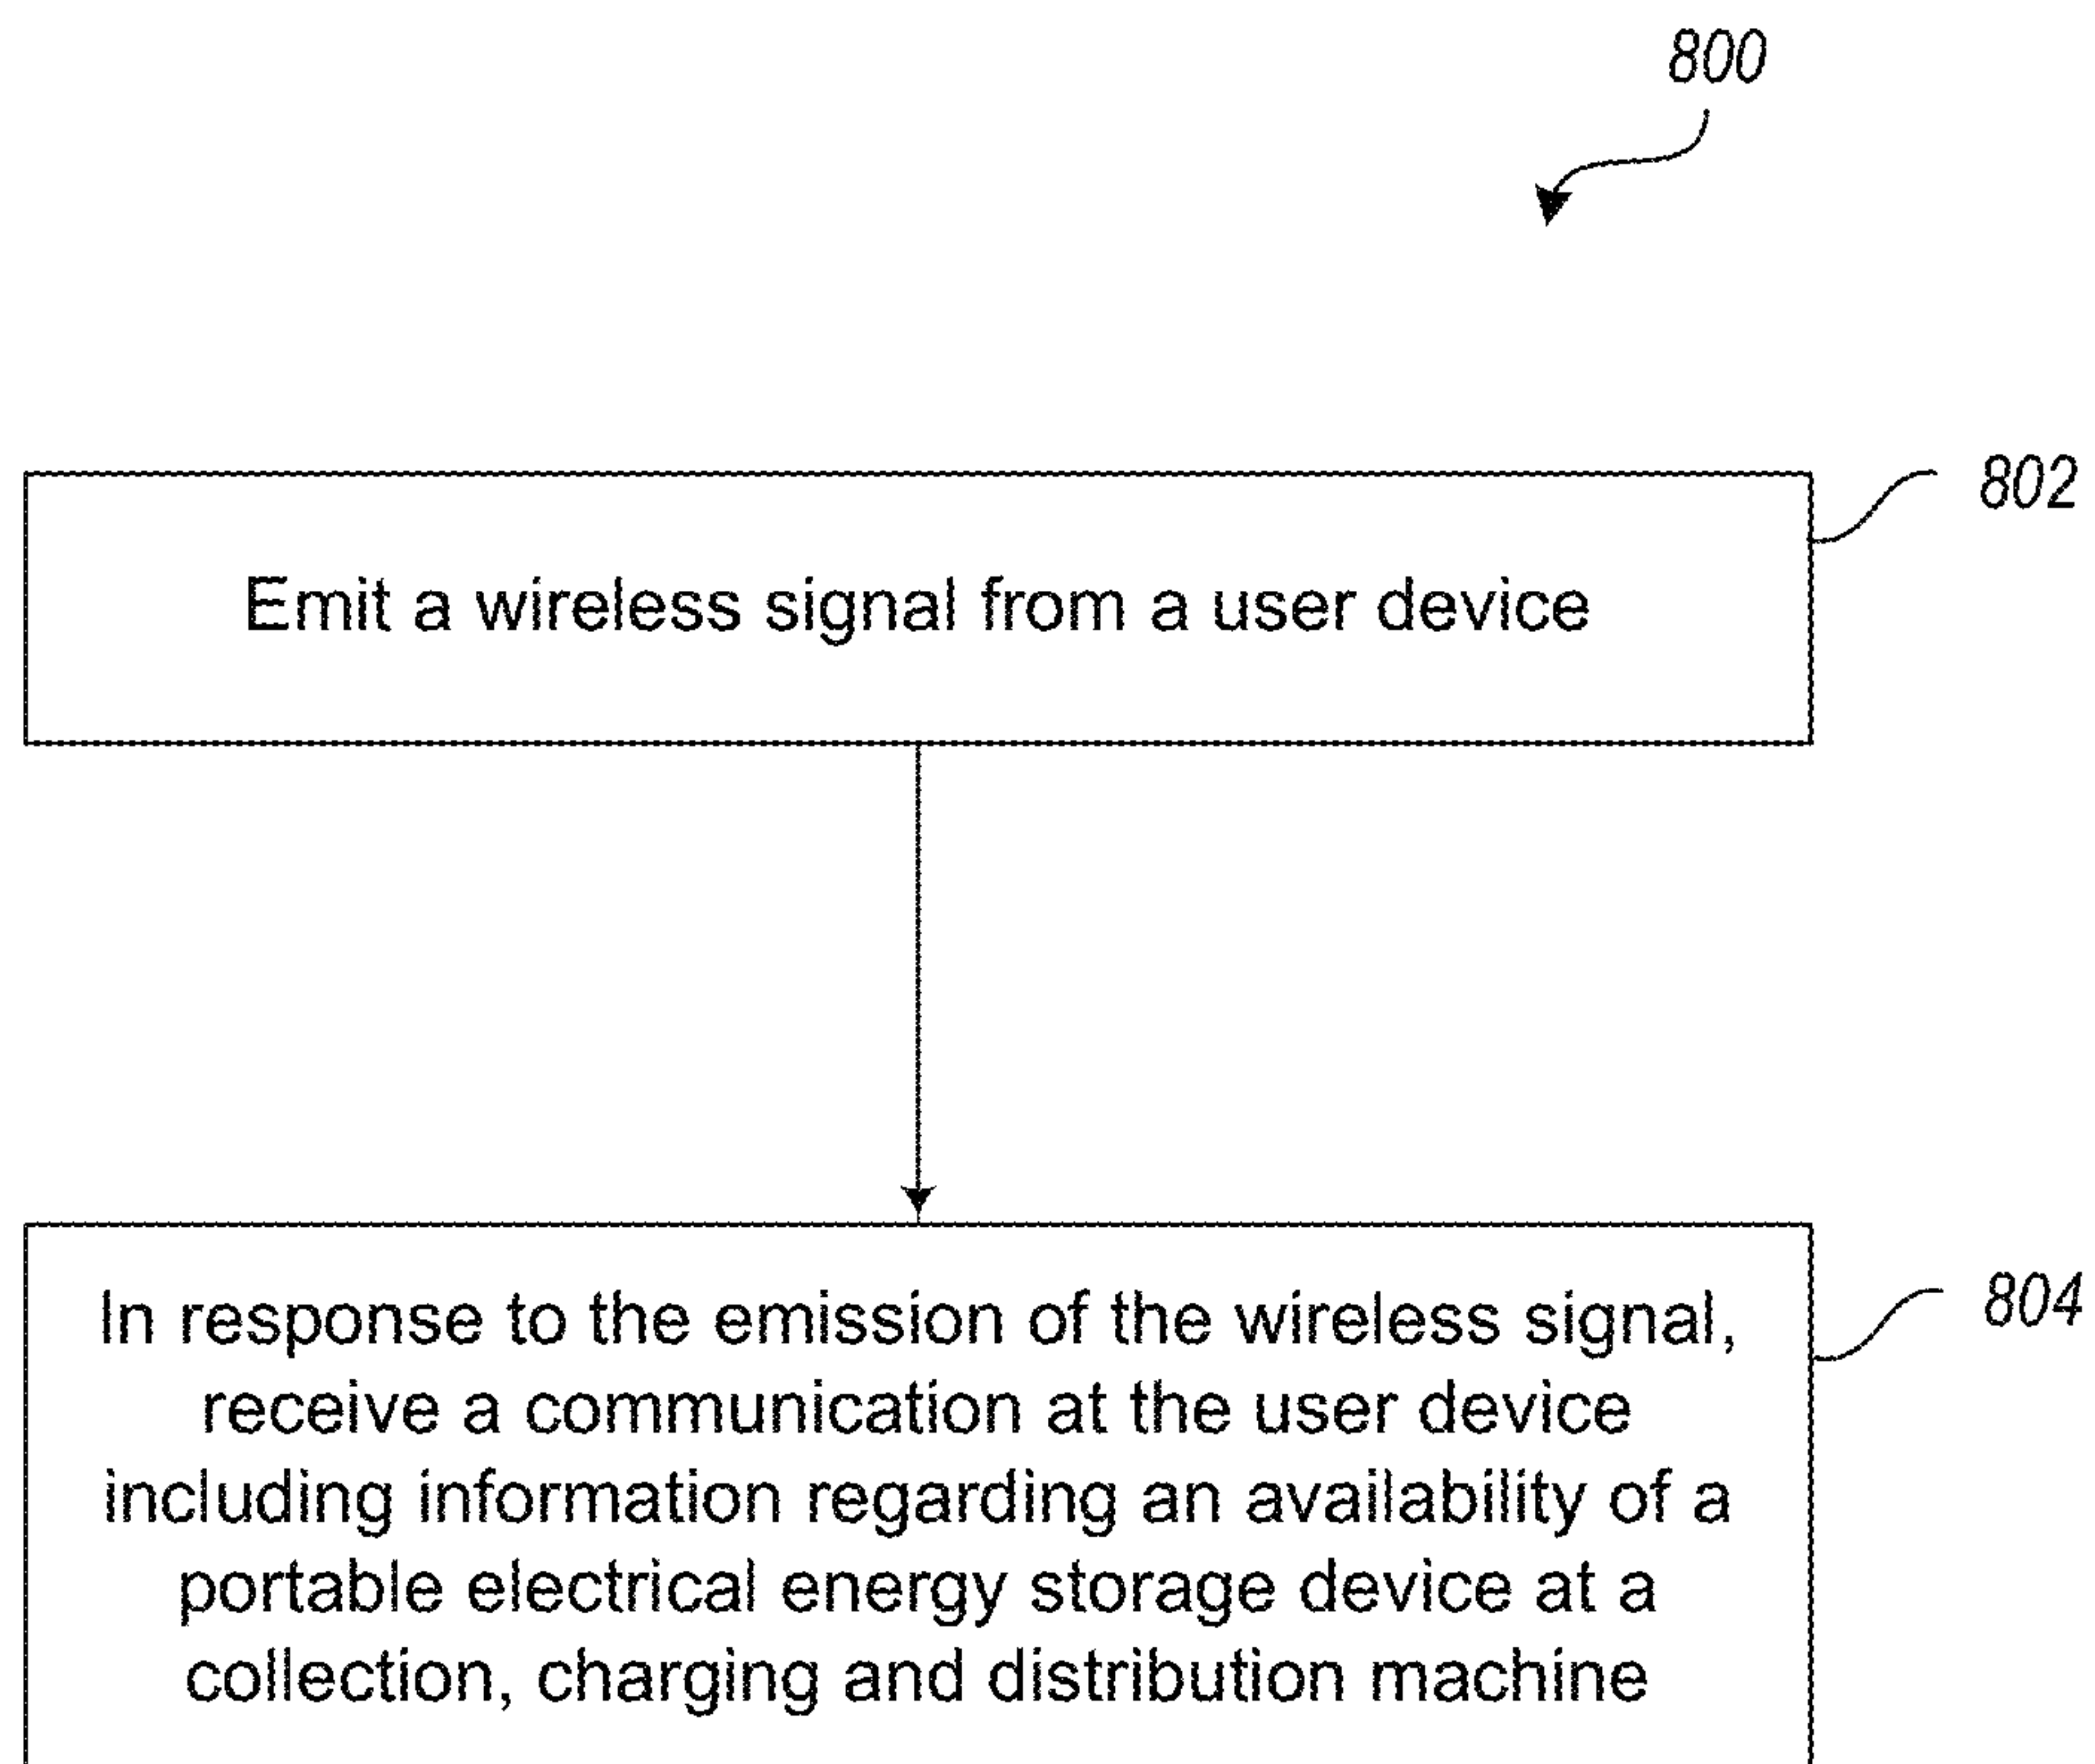 800
802
Emit a wireless signal from a user device
804
In response to the emission of the wireless signal,
receive a communication at the user device
including information regarding an availability of a
portable electrical energy storage device at a
collection, charging and distribution machine